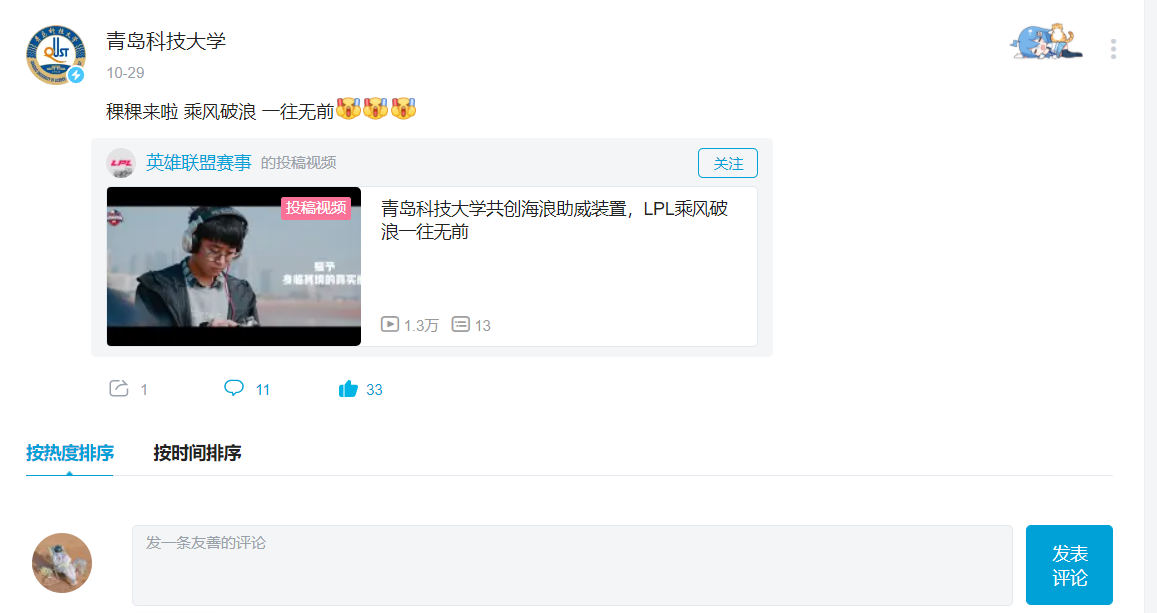 青岛科技大学
10-29
稞稞来啦 乘风破浪 一往无前
LPL
英雄联盟赛事 的投稿视频
关注
投稿视频
青岛科技大学共创海浪助威装置，LPL乘风破
浪一往无前
1.3万 13
1 11 33
按热度排序 按时间排序
发一条友善的评论
发表
评论